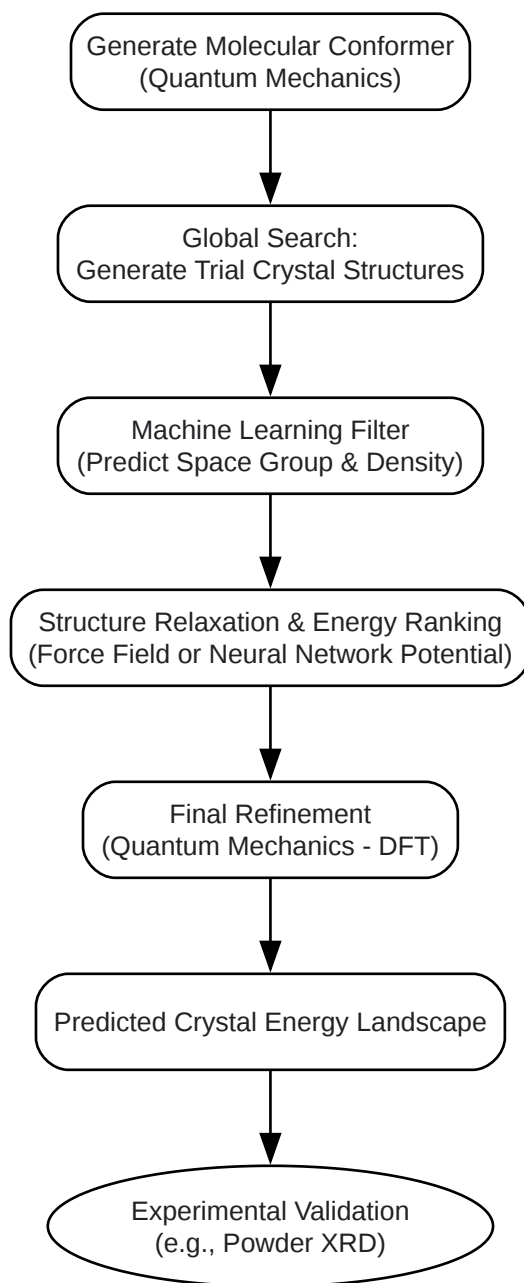 Generate Molecular Conformer
(Quantum Mechanics)
Global Search:
Generate Trial Crystal Structures
Machine Learning Filter
(Predict Space Group & Density)
Structure Relaxation & Energy Ranking
(Force Field or Neural Network Potential)
Final Refinement
(Quantum Mechanics - DFT)
Predicted Crystal Energy Landscape
Experimental Validation
(e.g., Powder XRD)